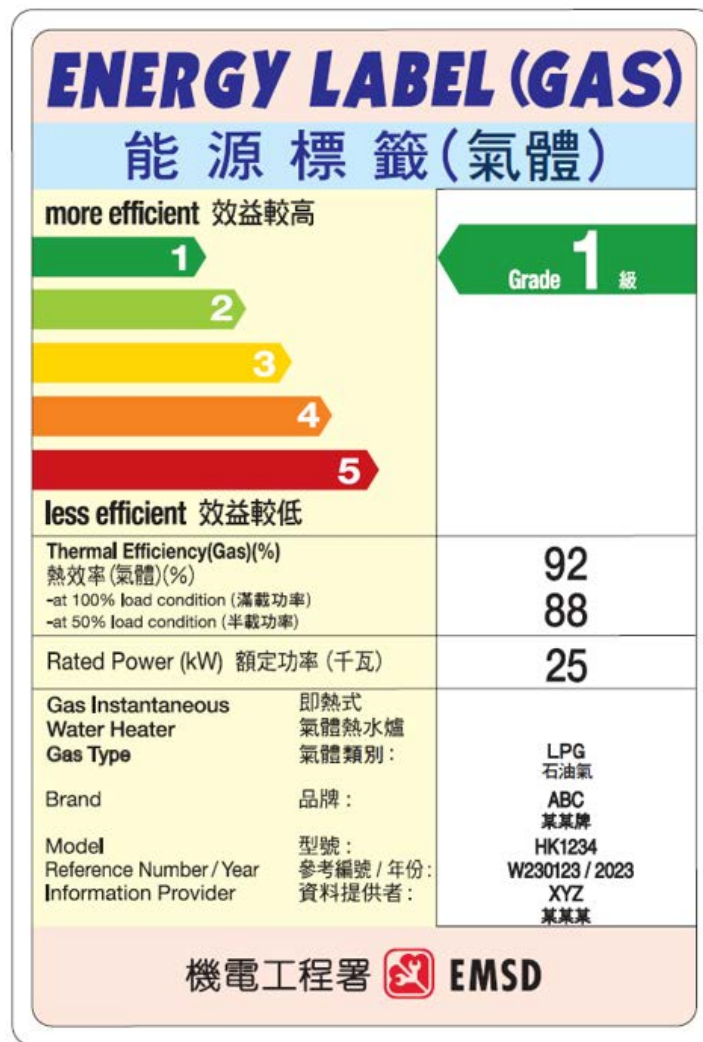 ENERGY LABEL (GAS)
能源標籤(氣體)
more efficient 效益較高
1
Grade 1 級
2
3
4
5
less efficient 效益較低
Thermal Efficiency(Gas)(%)
熱效率(氣體)(%)
-at 100% load condition (滿載功率) 92
-at 50% load condition (半載功率) 88
Rated Power (kW) 額定功率 (千瓦) 25
Gas Instantaneous 即熱式
Water Heater 氣體熱水爐
Gas Type 氣體類別: LPG
石油氣
Brand 品牌: ABC
某某牌
Model 型號: HK1234
Reference Number / Year 參考編號 / 年份: W230123 / 2023
Information Provider 資料提供者: XYZ
某某某
機電工程署 EMSD